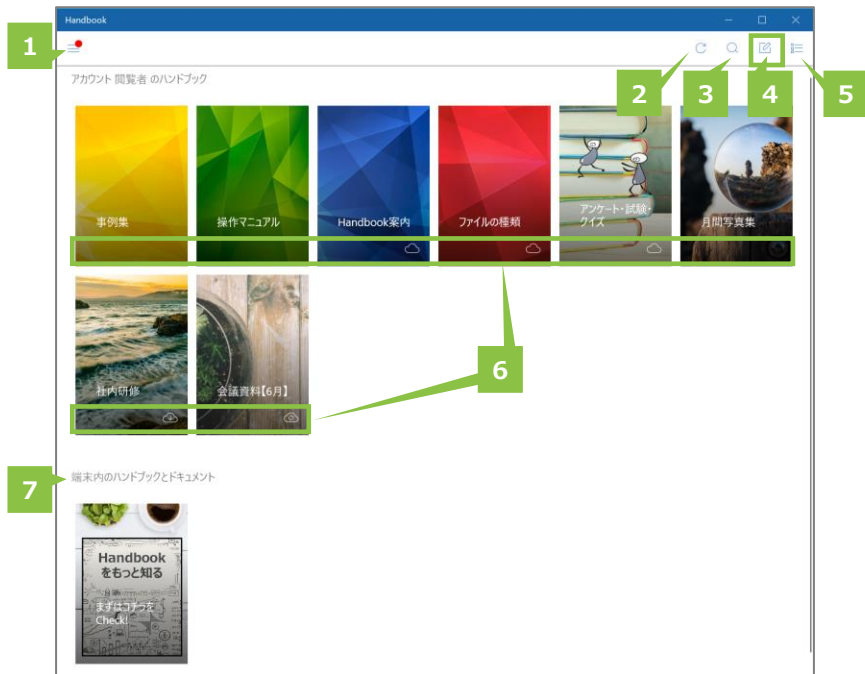 Handbook
1
2
3
4
5
アカウント 閲覧者 のハンドブック
事例集
操作マニュアル
Handbook案内
ファイルの種類
アンケート・試験・
クイズ
月間写真集
社内研修
会議資料【6月】
6
7
端末内のハンドブックとドキュメント
Handbook
をもっと知る
まずはコチラを
Check!